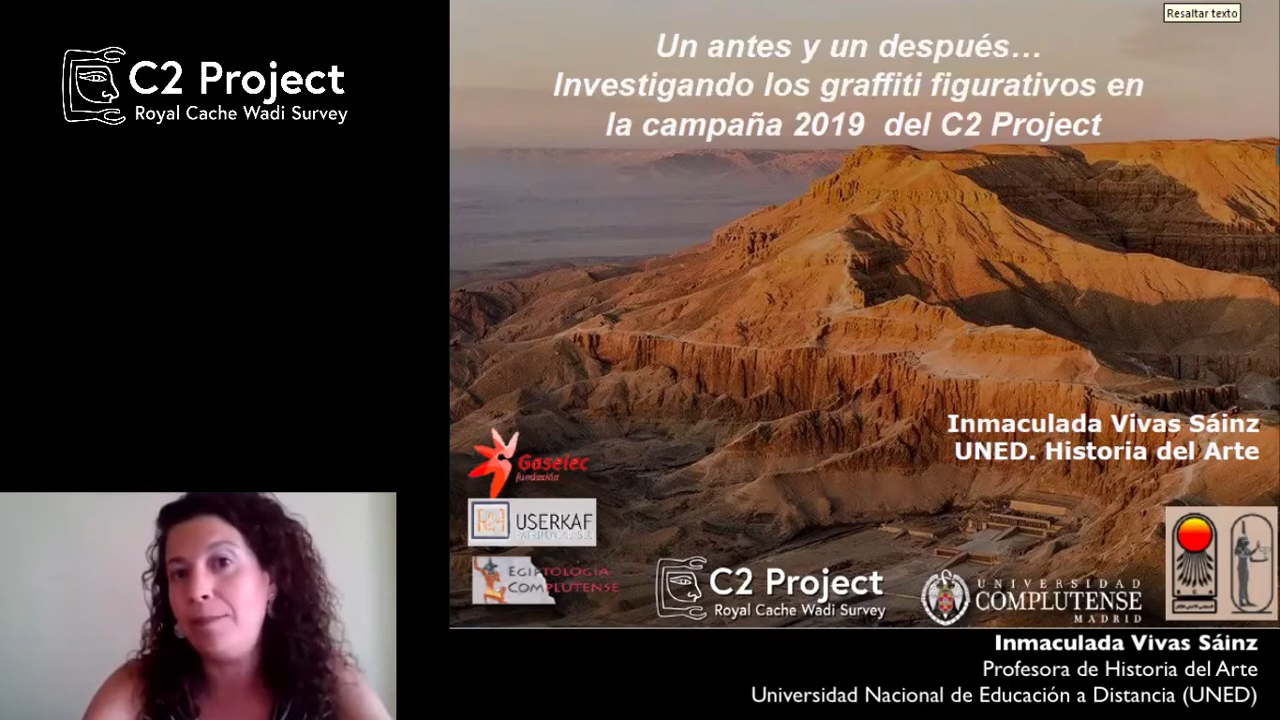 C2 Project
Royal Cache Wadi Survey
Resaltar texto
Un antes y un después…
Investigando los graffiti figurativos en
la campaña 2019 del C2 Project
Inmaculada Vivas Sáinz
UNED. Historia del Arte
Gaselec
fundación
USERKAF
EGIPTOLOGIA
COMPLUTENSE
C2 Project
Royal Cache Wadi Survey
UNIVERSIDAD
COMPLUTENSE
MADRID
Inmaculada Vivas Sáinz
Profesora de Historia del Arte
Universidad Nacional de Educación a Distancia (UNED)